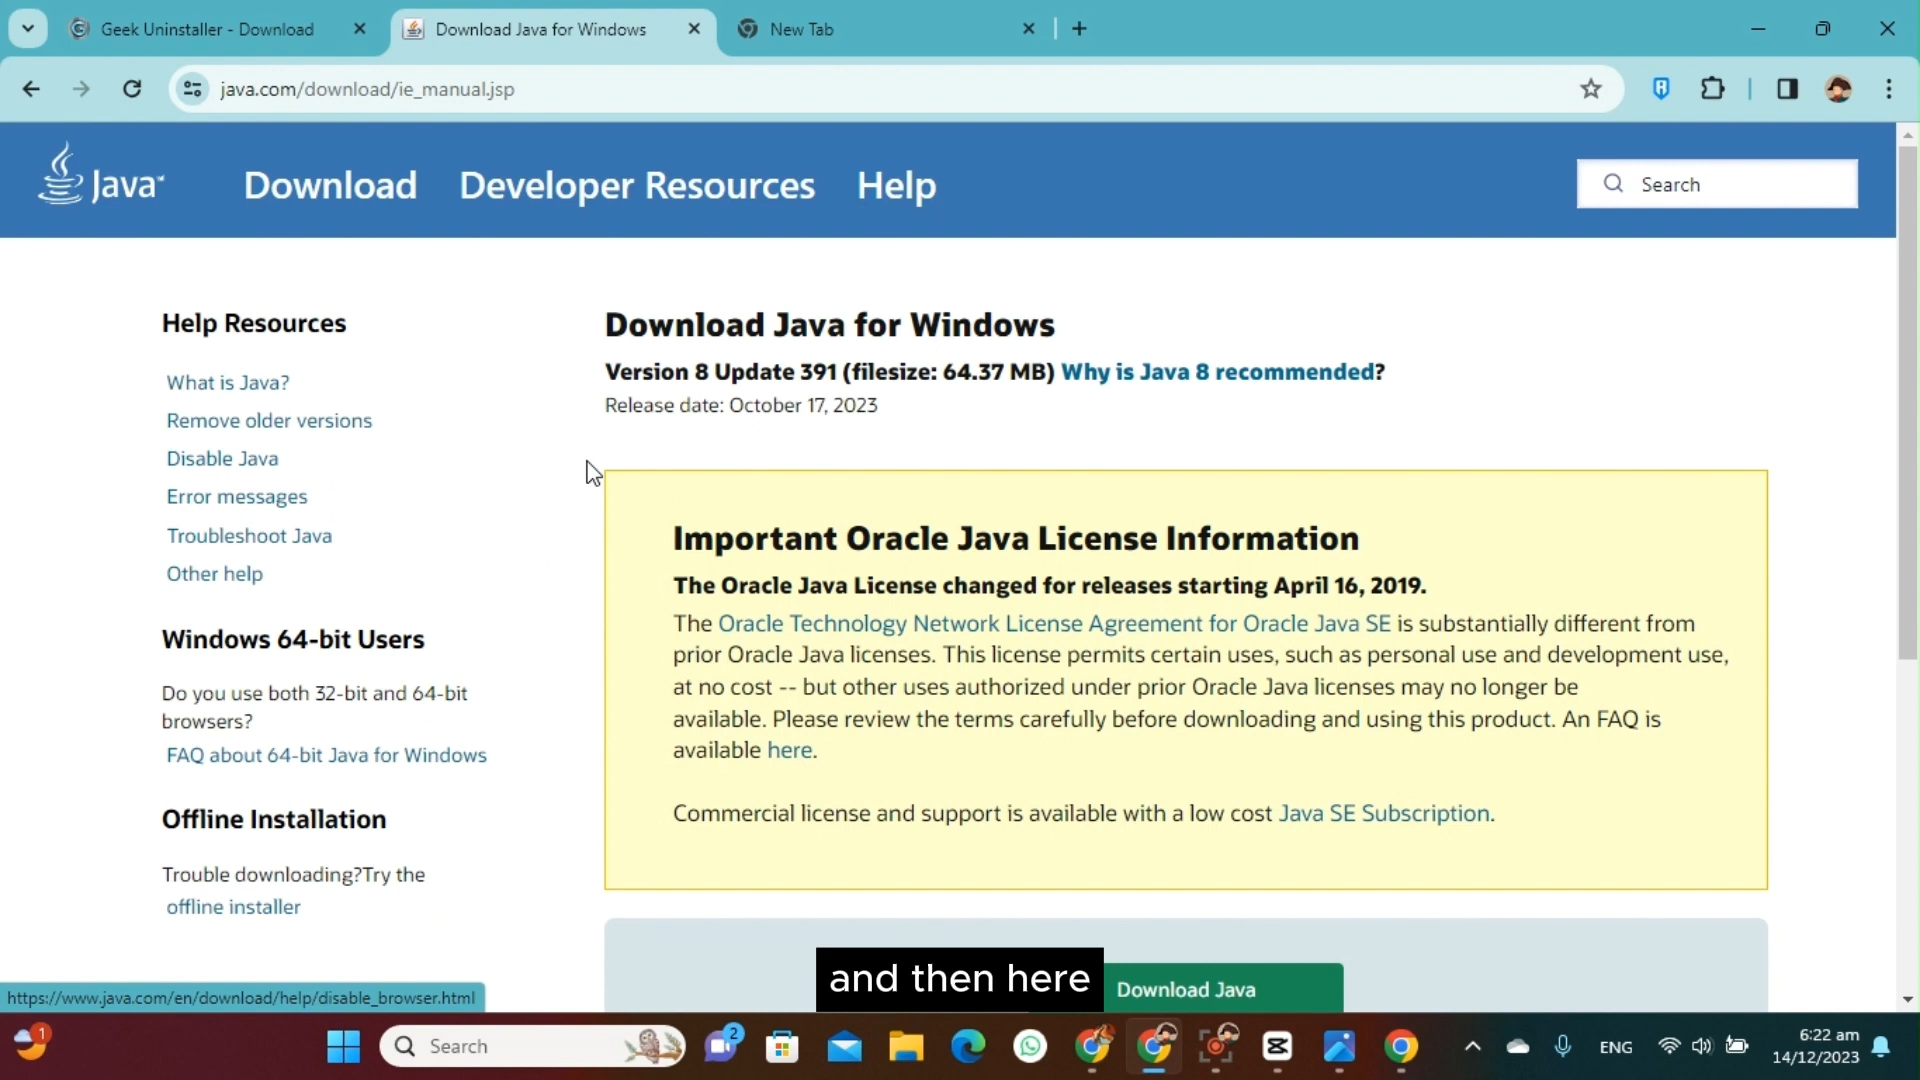 Geek Uninstaller - Download
Download Java for Windows
New Tab
java.com/download/ie_manual.jsp
Java
Download
Developer Resources
Help
Search
Help Resources
What is Java?
Remove older versions
Disable Java
Error messages
Troubleshoot Java
Other help
Windows 64-bit Users
Do you use both 32-bit and 64-bit
browsers?
FAQ about 64-bit Java for Windows
Offline Installation
Trouble downloading?Try the
offline installer
Download Java for Windows
Version 8 Update 391 (filesize: 64.37 MB) Why is Java 8 recommended?
Release date: October 17, 2023
Important Oracle Java License Information
The Oracle Java License changed for releases starting April 16, 2019.
The Oracle Technology Network License Agreement for Oracle Java SE is substantially different from
prior Oracle Java licenses. This license permits certain uses, such as personal use and development use,
at no cost -- but other uses authorized under prior Oracle Java licenses may no longer be
available. Please review the terms carefully before downloading and using this product. An FAQ is
available here.
Commercial license and support is available with a low cost Java SE Subscription.
and then here
Download Java
https://www.java.com/en/download/help/disable_browser.html
1
Search
2
ENG
6:22 am
14/12/2023